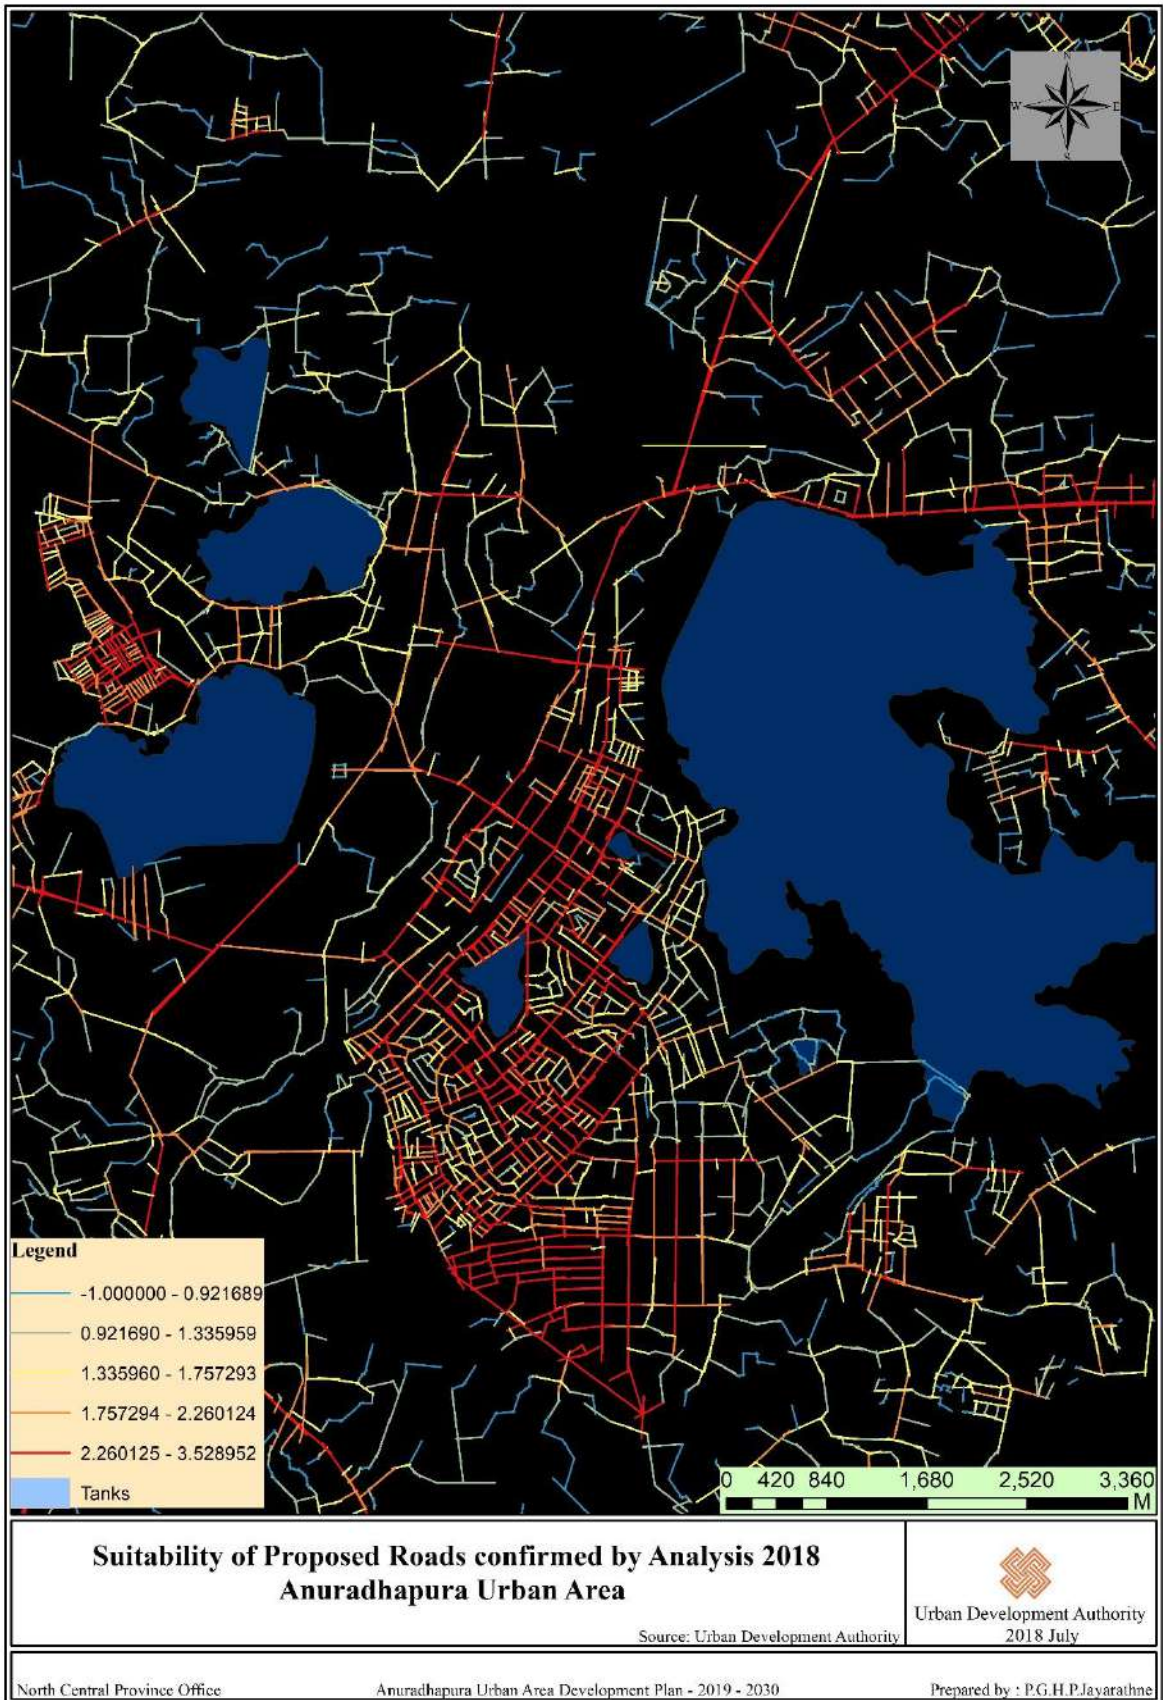 N
W
E
S
Legend
-1.000000 - 0.921689
0.921690 - 1.335959
1.335960 - 1.757293
1.757294 - 2.260124
2.260125 - 3.528952
Tanks
0 420 840 1,680 2,520 3,360
M
Suitability of Proposed Roads confirmed by Analysis 2018
Anuradhapura Urban Area
Source: Urban Development Authority
Urban Development Authority
2018 July
North Central Province Office
Anuradhapura Urban Area Development Plan - 2019 - 2030
Prepared by : P.G.H.P.Jayarathne